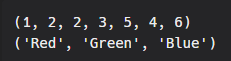 (1, 2, 2, 3, 5, 4, 6)
('Red', 'Green', 'Blue')